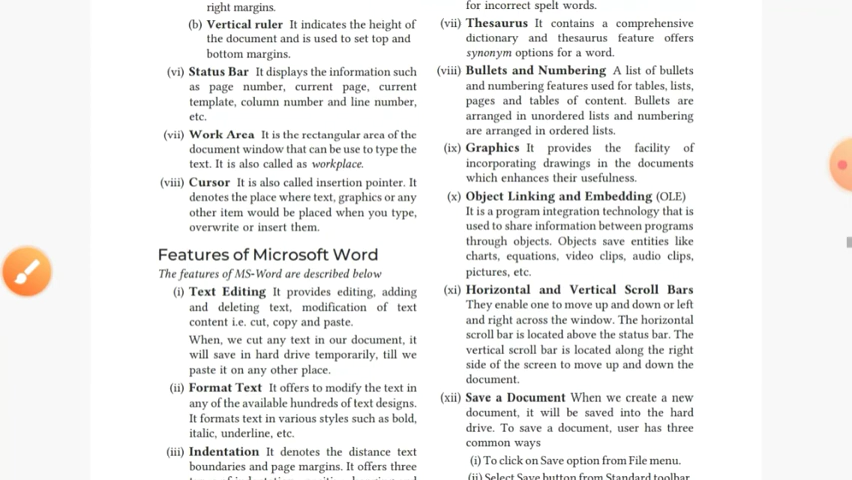 right margins.
(b) Vertical ruler It indicates the height of
the document and is used to set top and
bottom margins.
(vi) Status Bar It displays the information such
as page number, current page, current
template, column number and line number,
etc.
(vii) Work Area It is the rectangular area of the
document window that can be use to type the
text. It is also called as workplace.
(viii) Cursor It is also called insertion pointer. It
denotes the place where text, graphics or any
other item would be placed when you type,
overwrite or insert them.
Features of Microsoft Word
The features of MS-Word are described below
(i) Text Editing It provides editing, adding
and deleting text, modification of text
content i.e. cut, copy and paste.
When, we cut any text in our document, it
will save in hard drive temporarily, till we
paste it on any other place.
(ii) Format Text It offers to modify the text in
any of the available hundreds of text designs.
It formats text in various styles such as bold,
italic, underline, etc.
(iii) Indentation It denotes the distance text
boundaries and page margins. It offers three
for incorrect spelt words.
(vii) Thesaurus It contains a comprehensive
dictionary and thesaurus feature offers
synonym options for a word.
(viii) Bullets and Numbering A list of bullets
and numbering features used for tables, lists,
pages and tables of content. Bullets are
arranged in unordered lists and numbering
are arranged in ordered lists.
(ix) Graphics It provides the facility of
incorporating drawings in the documents
which enhances their usefulness.
(x) Object Linking and Embedding (OLE)
It is a program integration technology that is
used to share information between programs
through objects. Objects save entities like
charts, equations, video clips, audio clips,
pictures, etc.
(xi) Horizontal and Vertical Scroll Bars
They enable one to move up and down or left
and right across the window. The horizontal
scroll bar is located above the status bar. The
vertical scroll bar is located along the right
side of the screen to move up and down the
document.
(xii) Save a Document When we create a new
document, it will be saved into the hard
drive. To save a document, user has three
common ways
(i) To click on Save option from File menu.
(ii) Select Save button from Standard toolbar